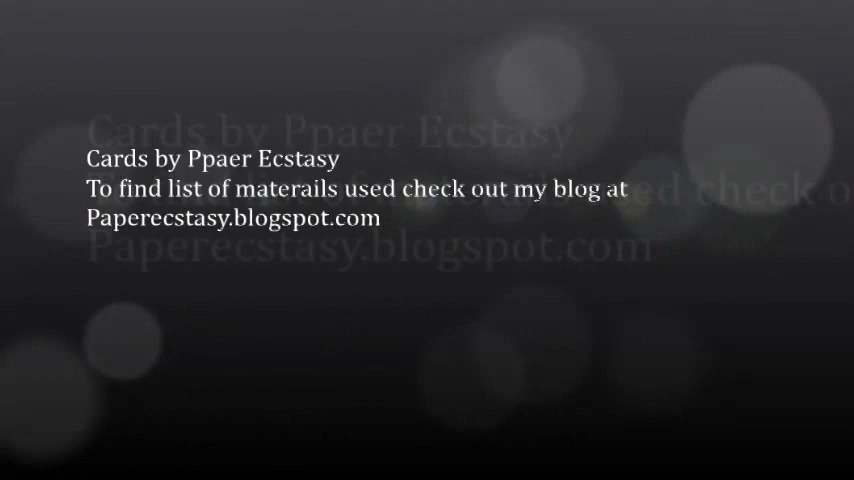 Cards by Ppaer Ecstasy
To find list of materails used check out my blog at
Paperecstasy.blogspot.com